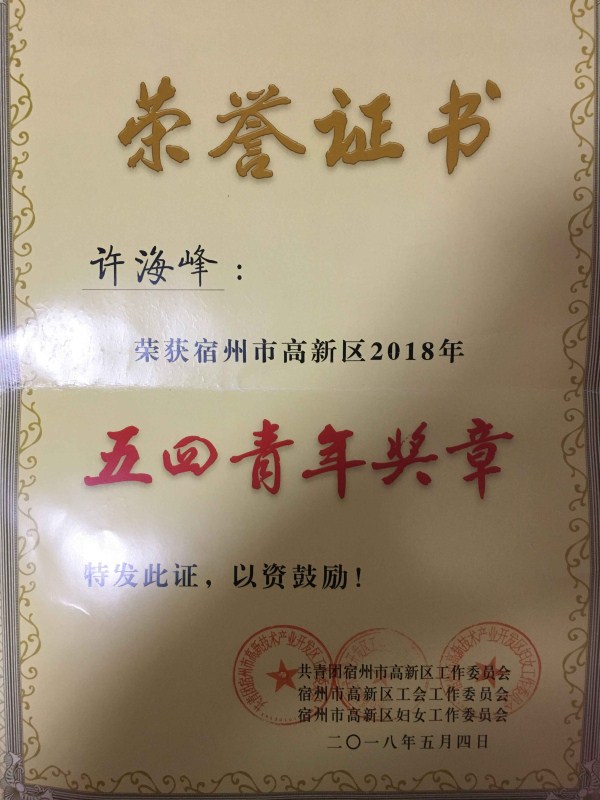 荣誉证书
许海峰：
荣获宿州市高新区2018年
五四青年奖章
特发此证，以资鼓励！
共青团宿州市高新区工作委员会
宿州市高新区工会工作委员会
宿州市高新区妇女工作委员会
二〇一八年五月四日